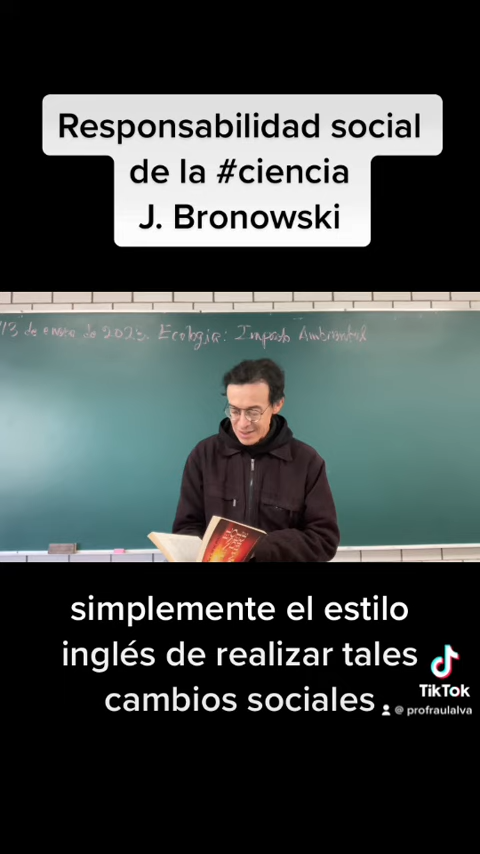 Responsabilidad social
de la #ciencia
J. Bronowski
13 de enero de 2023. Ecología: Impacto Ambiental
simplemente el estilo
inglés de realizar tales
cambios sociales
TikTok
@ profraulalva